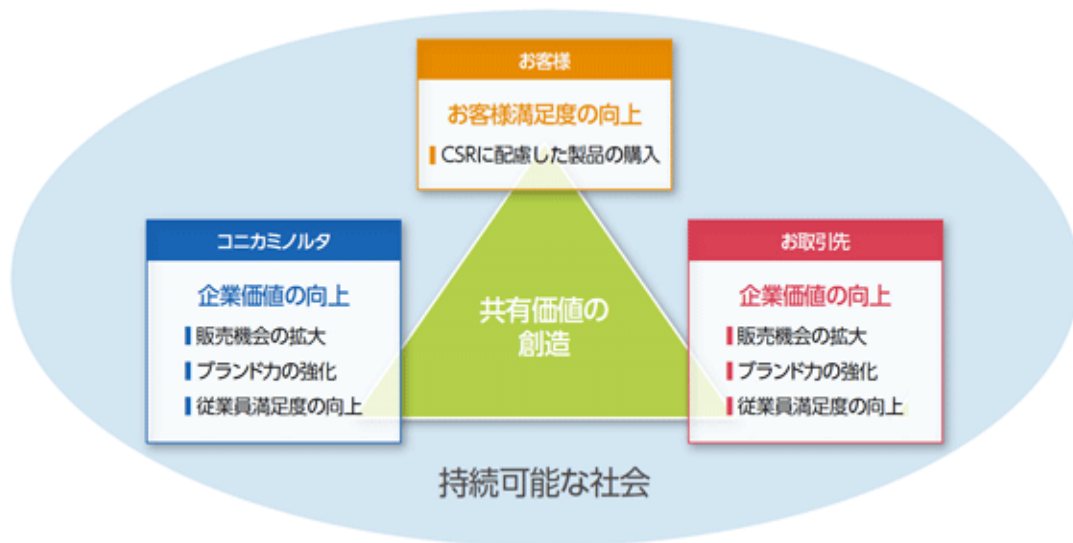 お客様
お客様満足度の向上
CSRに配慮した製品の購入
コニカミノルタ
企業価値の向上
販売機会の拡大
ブランド力の強化
従業員満足度の向上
共有価値の
創造
お取引先
企業価値の向上
販売機会の拡大
ブランド力の強化
従業員満足度の向上
持続可能な社会